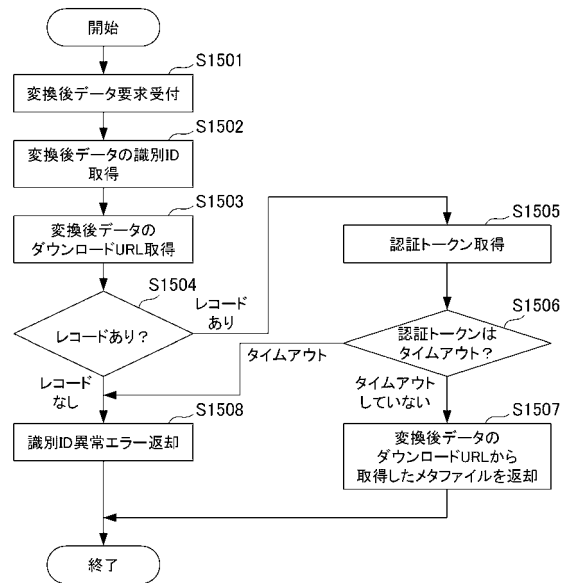 開始
S1501
変換後データ要求受付
S1502
変換後データの識別ID
取得
S1503
変換後データの
ダウンロードURL取得
S1504
レコードあり?
レコード
あり
レコード
なし
S1505
認証トークン取得
S1506
認証トークンは
タイムアウト?
タイムアウト
タイムアウト
していない
S1507
変換後データの
ダウンロードURLから
取得したメタファイルを返却
S1508
識別ID異常エラー返却
終了